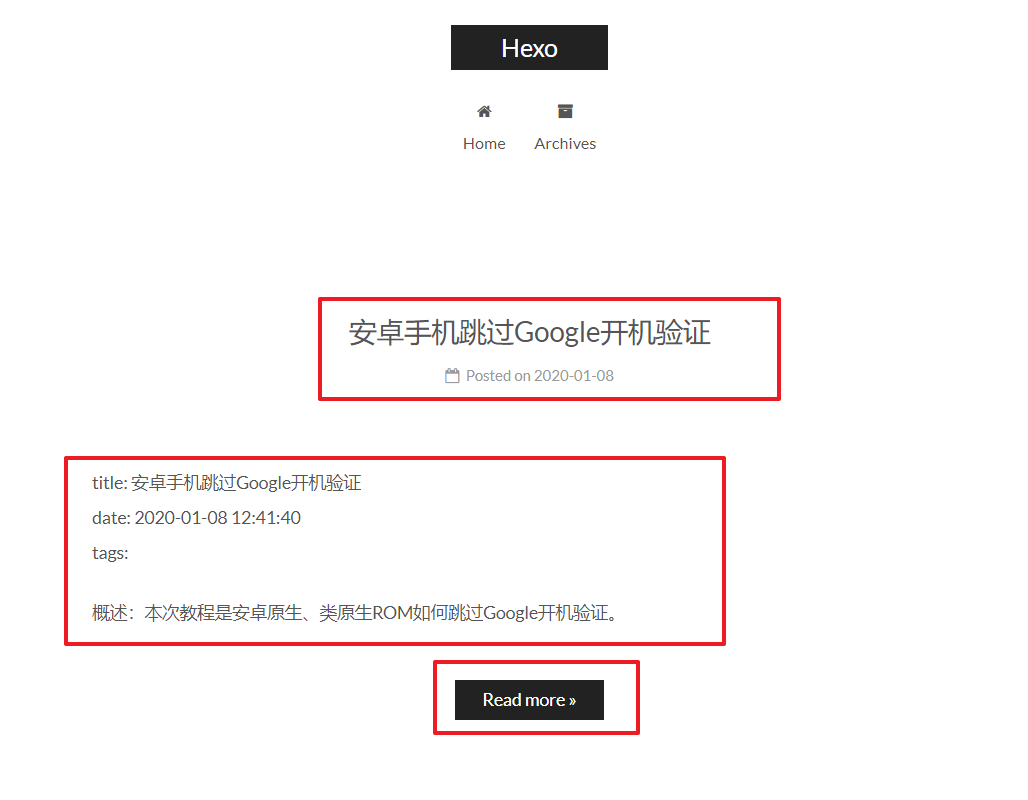 Hexo
Home Archives
安卓手机跳过Google开机验证
Posted on 2020-01-08
title: 安卓手机跳过Google开机验证
date: 2020-01-08 12:41:40
tags:
概述：本次教程是安卓原生、类原生ROM如何跳过Google开机验证。
Read more »